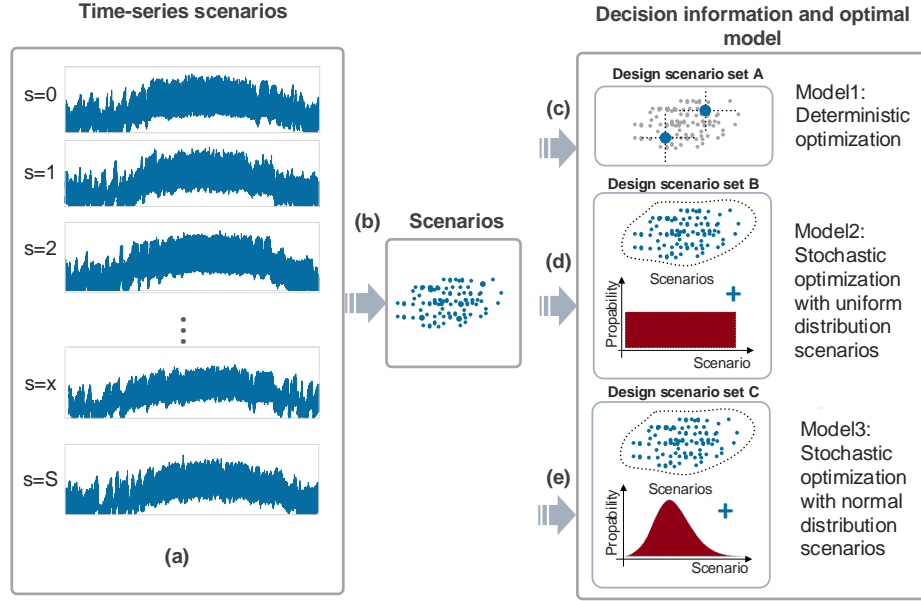 Time-series scenarios
s=0
s=1
s=2
s=x
s=S
(a)
(b)
Scenarios
Decision information and optimal
model
(c)
Design scenario set A
Model1:
Deterministic
optimization
(d)
Design scenario set B
Scenarios
+
Propability
Scenario
Model2:
Stochastic
optimization
with uniform
distribution
scenarios
(e)
Design scenario set C
Scenarios
+
Propability
Scenario
Model3:
Stochastic
optimization
with normal
distribution
scenarios